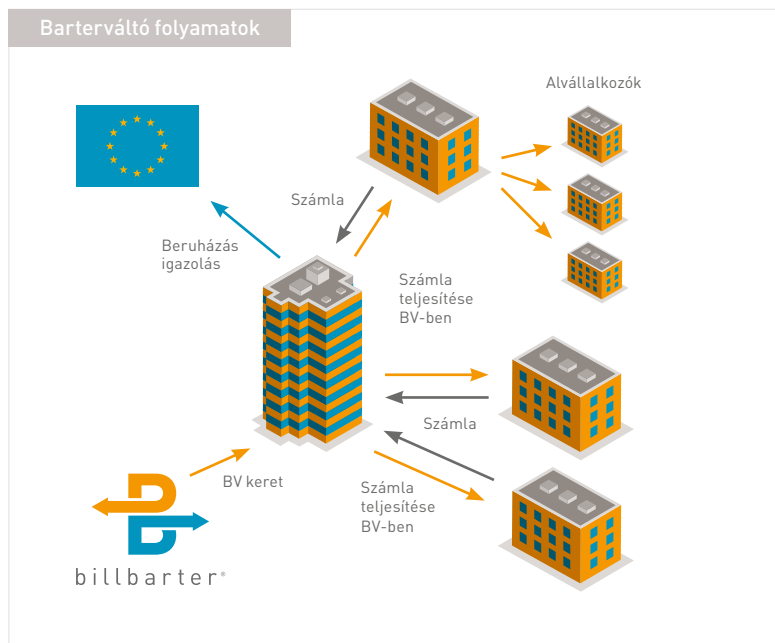 Barterváltó folyamatok
Alvállalkozók
Számla
Beruházás
igazolás
Számla
teljesítése
BV-ben
Számla
BV keret
Számla
teljesítése
BV-ben
billbarter®